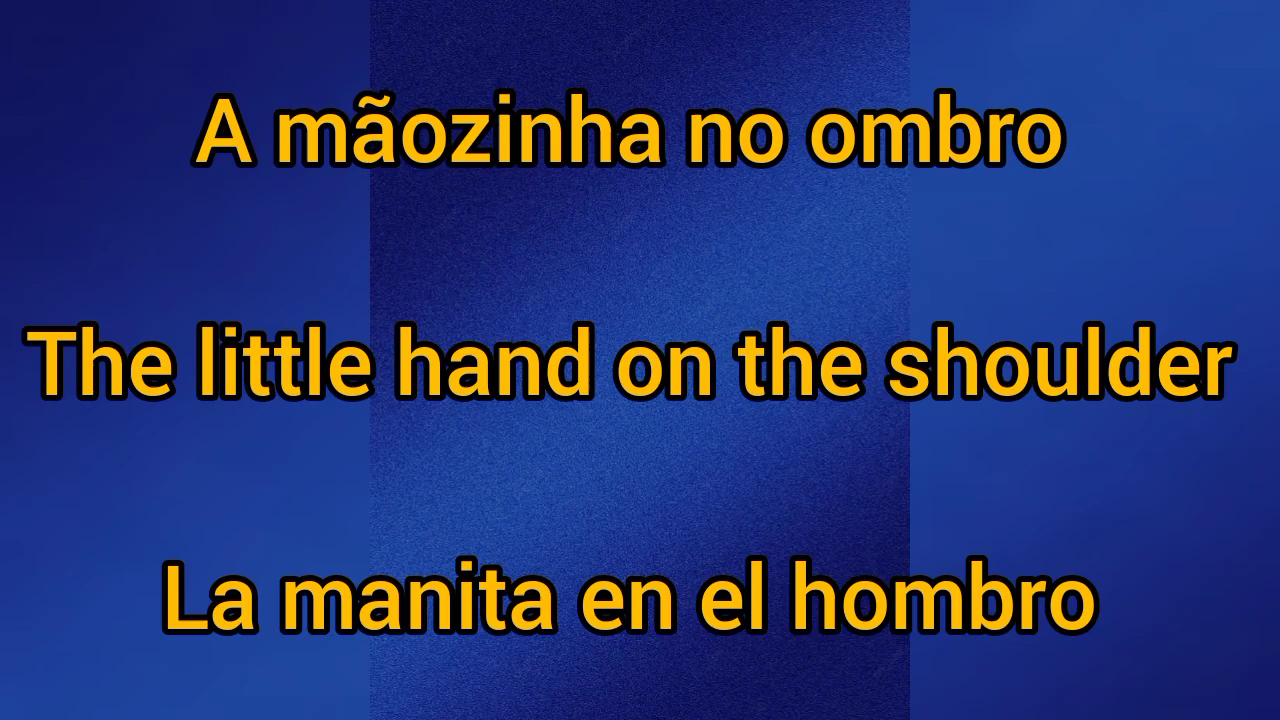 A mãozinha no ombro
The little hand on the shoulder
La manita en el hombro